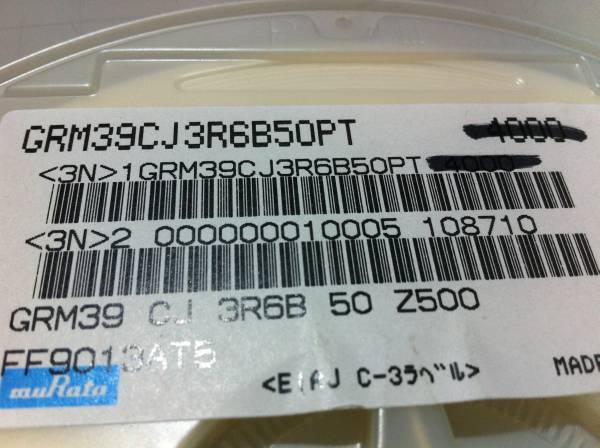 GRM39CJ3R6B50PT 4000
<3N>1GRM39CJ3R6B50PT 4000
<3N>2 000000010005 108710
GRM39 CJ 3R6B 50 Z500
FF9013AT5
muRata
<EIAJ C-3ラベル> MADE